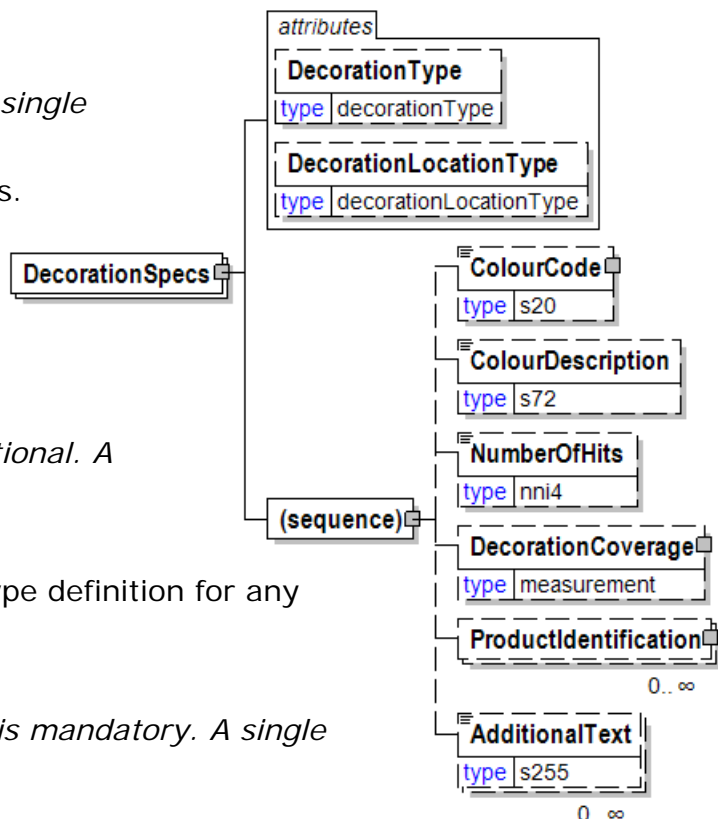 single
s.
tional. A
ype definition for any
is mandatory. A single
attributes
DecorationType
type decorationType
DecorationLocationType
type decorationLocationType
DecorationSpecs
(sequence)
ColourCode
type s20
ColourDescription
type s72
NumberOfHits
type nni4
DecorationCoverage
type measurement
ProductIdentification
0.. ∞
AdditionalText
type s255
0.. ∞